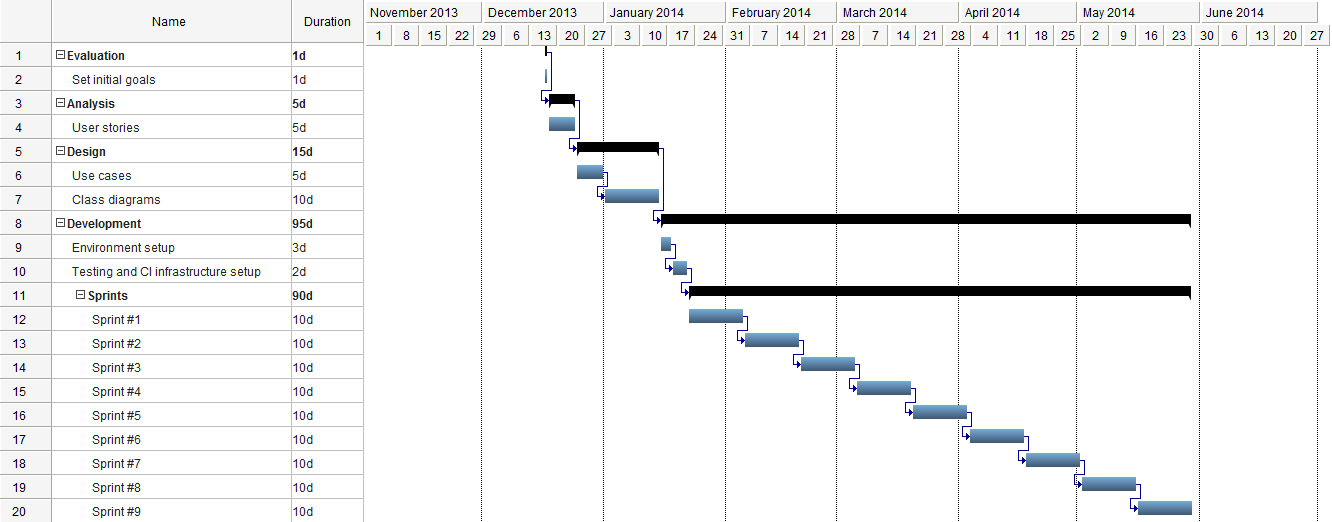 Name Duration November 2013 December 2013 January 2014 February 2014 March 2014 April 2014 May 2014 June 2014
1 8 15 22 29 6 13 20 27 3 10 17 24 31 7 14 21 28 7 14 21 28 4 11 18 25 2 9 16 23 30 6 13 20 27
1 Evaluation 1d
2 Set initial goals 1d
3 Analysis 5d
4 User stories 5d
5 Design 15d
6 Use cases 5d
7 Class diagrams 10d
8 Development 95d
9 Environment setup 3d
10 Testing and CI infrastructure setup 2d
11 Sprints 90d
12 Sprint #1 10d
13 Sprint #2 10d
14 Sprint #3 10d
15 Sprint #4 10d
16 Sprint #5 10d
17 Sprint #6 10d
18 Sprint #7 10d
19 Sprint #8 10d
20 Sprint #9 10d